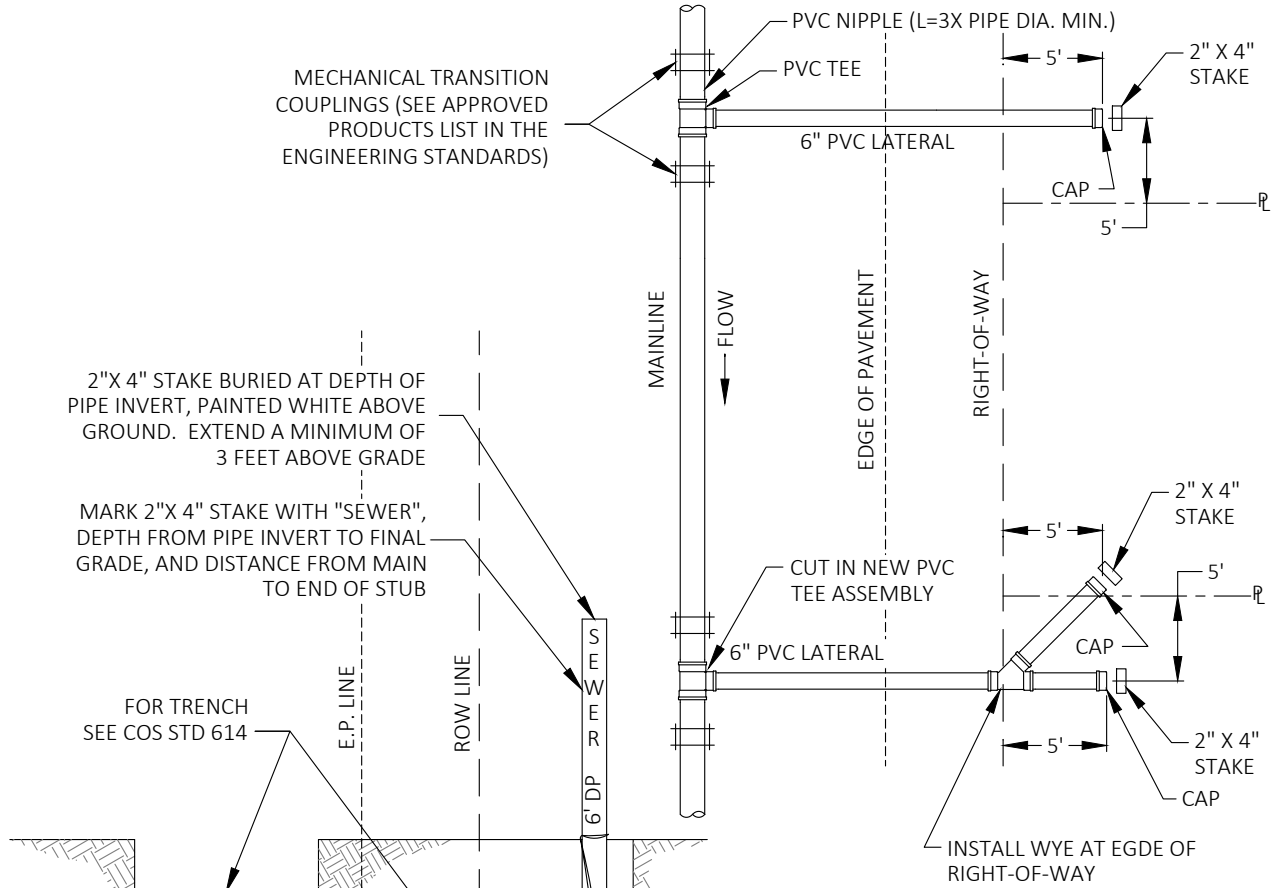 PVC NIPPLE (L=3X PIPE DIA. MIN.)
PVC TEE
5'
2" X 4"
STAKE
MECHANICAL TRANSITION
COUPLINGS (SEE APPROVED
PRODUCTS LIST IN THE
ENGINEERING STANDARDS)
6" PVC LATERAL
CAP
PL
5'
MAINLINE
FLOW
EDGE OF PAVEMENT
RIGHT-OF-WAY
2"X 4" STAKE BURIED AT DEPTH OF
PIPE INVERT, PAINTED WHITE ABOVE
GROUND. EXTEND A MINIMUM OF
3 FEET ABOVE GRADE
MARK 2"X 4" STAKE WITH "SEWER",
DEPTH FROM PIPE INVERT TO FINAL
GRADE, AND DISTANCE FROM MAIN
TO END OF STUB
2" X 4"
STAKE
5'
5'
CUT IN NEW PVC
TEE ASSEMBLY
PL
CAP
6" PVC LATERAL
5'
2" X 4"
STAKE
CAP
INSTALL WYE AT EGDE OF
RIGHT-OF-WAY
FOR TRENCH
SEE COS STD 614
E.P. LINE
ROW LINE
SEWER 6' DP